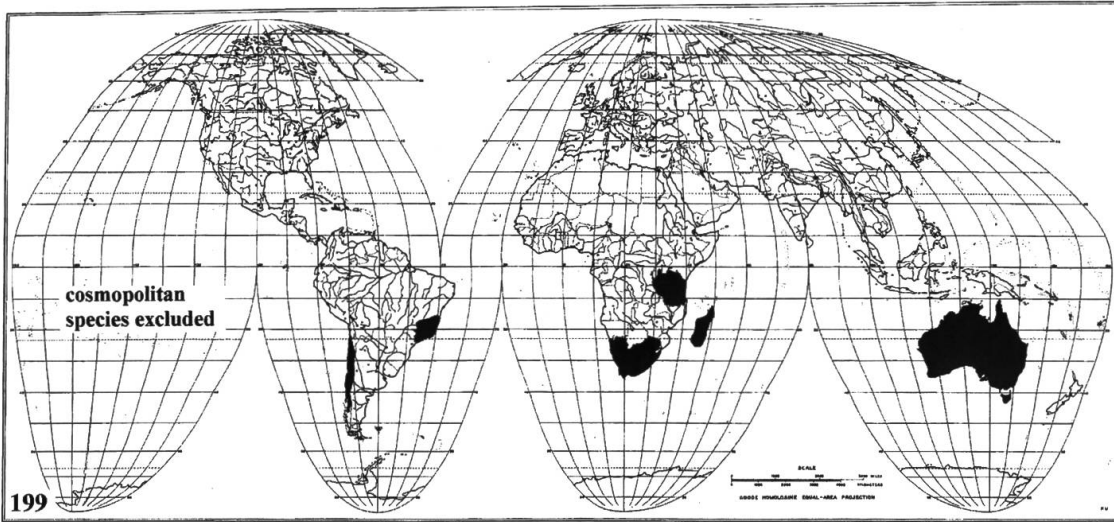 cosmopolitan
species excluded
SCALE
GOODE HOMOLOSINE EQUAL-AREA PROJECTION
199